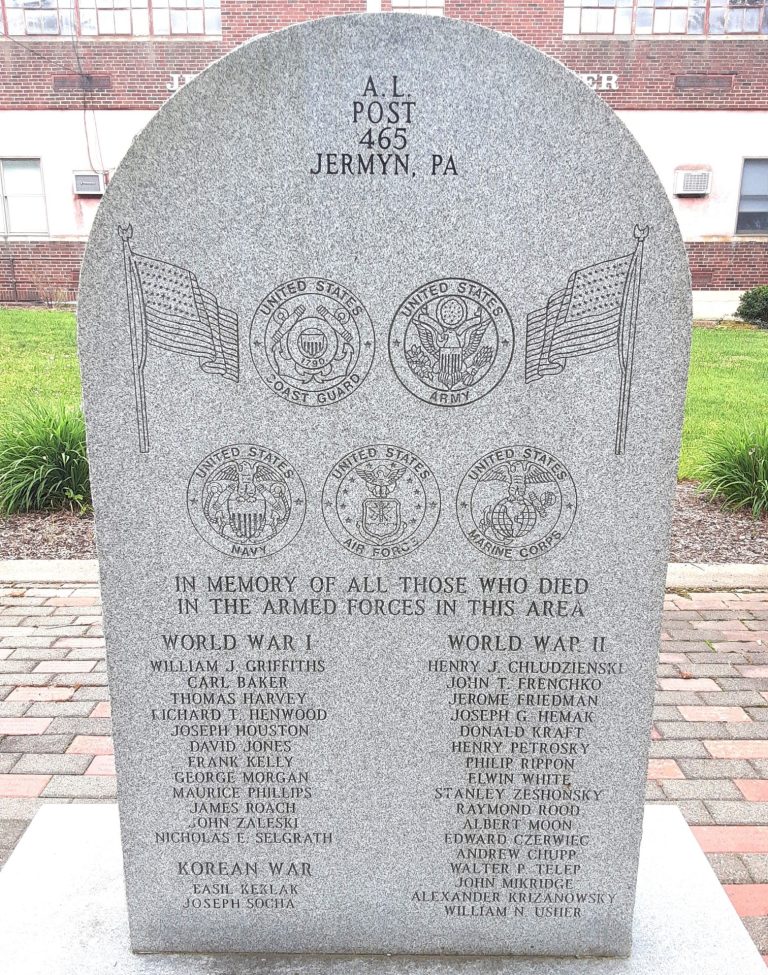 A.L.
POST
465
JERMYN, PA
UNITED STATES
COAST GUARD
1790
UNITED STATES
ARMY
UNITED STATES
NAVY
UNITED STATES
AIR FORCE
UNITED STATES
MARINE CORPS
IN MEMORY OF ALL THOSE WHO DIED
IN THE ARMED FORCES IN THIS AREA
WORLD WAR I
WILLIAM J. GRIFFITHS
CARL BAKER
THOMAS HARVEY
RICHARD T. HENWOOD
JOSEPH HOUSTON
DAVID JONES
FRANK KELLY
GEORGE MORGAN
MAURICE PHILLIPS
JAMES ROACH
JOHN ZALESKI
NICHOLAS E. SELGRATH
KOREAN WAR
BASIL KEKLAK
JOSEPH SOCHA
WORLD WAR II
HENRY J. CHLUDZIENSKI
JOHN T. FRENCHKO
JEROME FRIEDMAN
JOSEPH G. HEMAK
DONALD KRAFT
HENRY PETROSKY
PHILIP RIPPON
ELWIN WHITE
STANLEY ZESHONSKY
RAYMOND ROOD
ALBERT MOON
EDWARD CZERWIEC
ANDREW CHUPP
WALTER P. TELEP
JOHN MIKRIDGE
ALEXANDER KRIZANOWSKY
WILLIAM N. USHER